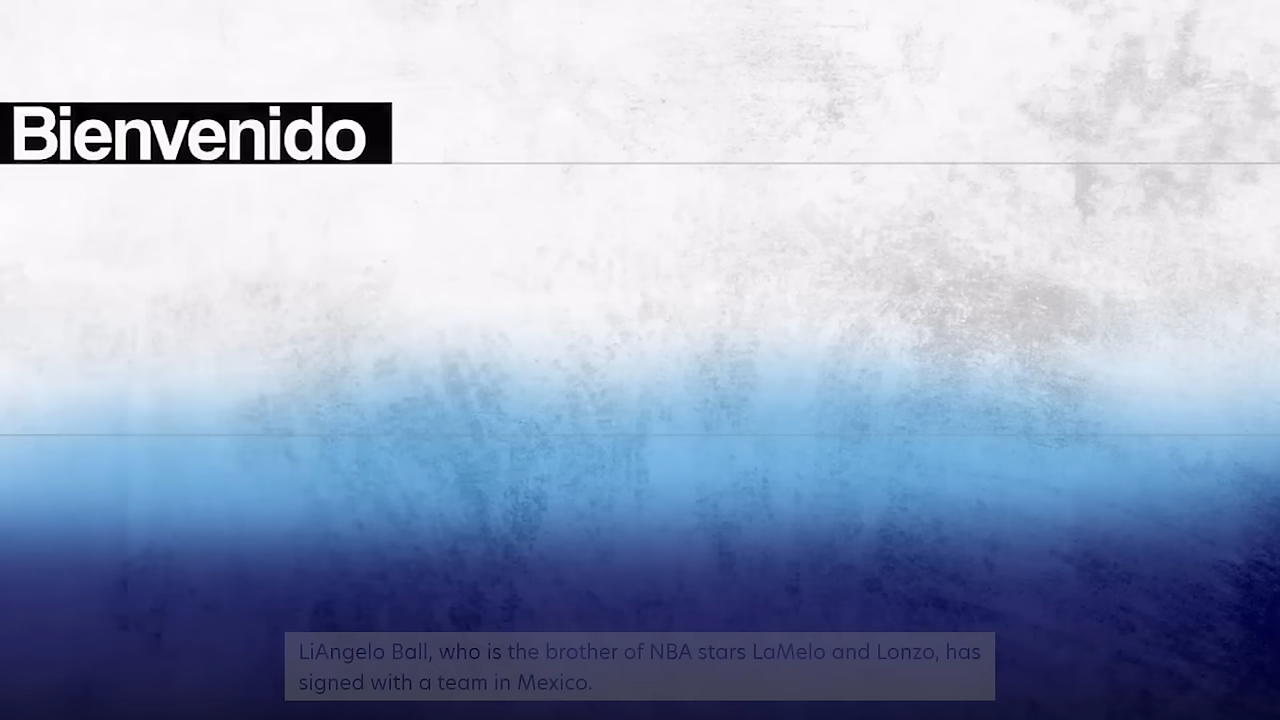 Bienvenido
LiAngelo Ball, who is the brother of NBA stars LaMelo and Lonzo, has
signed with a team in Mexico.